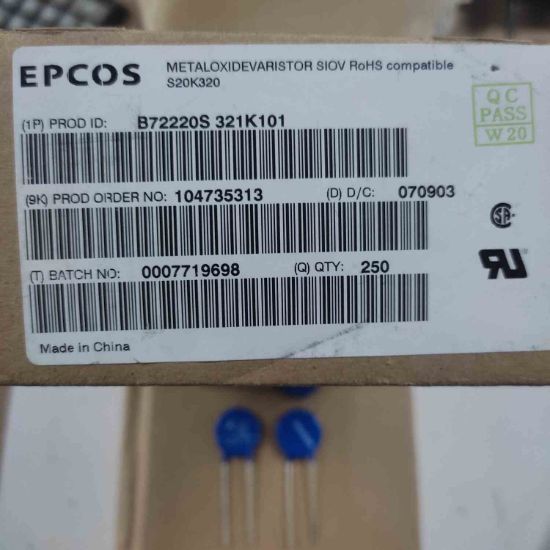 EPCOS
METALOXIDEVARISTOR SIOV RoHS compatible
S20K320
QC
PASS
W20
(1P) PROD ID: B72220S 321K101
(9K) PROD ORDER NO: 104735313 (D) D/C: 070903
(T) BATCH NO: 0007719698 (Q) QTY: 250
Made in China